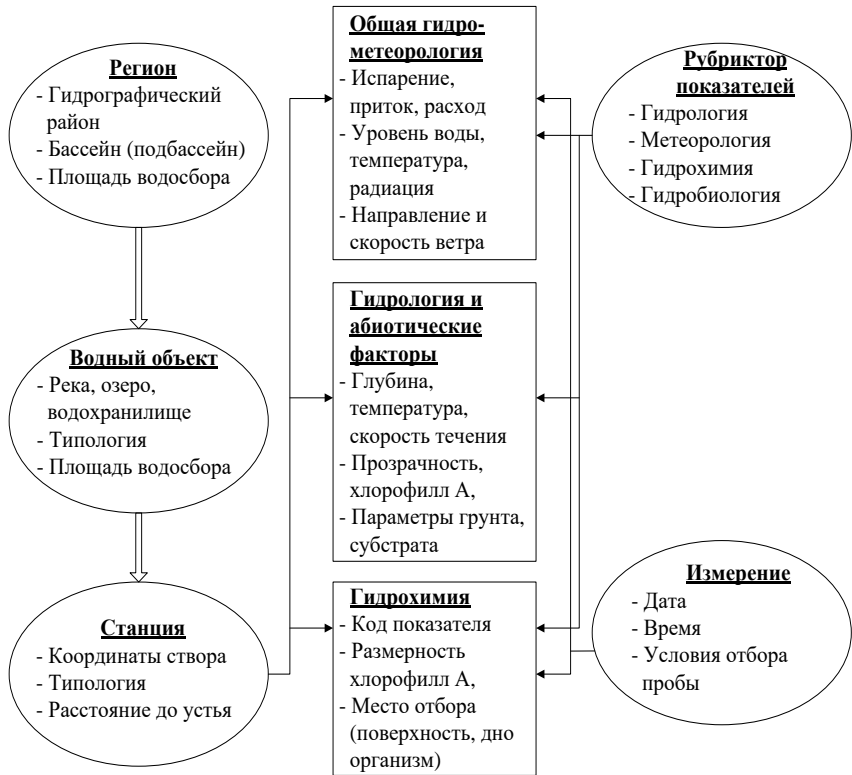 Регион
- Гидрографический
район
- Бассейн (подбассейн)
- Площадь водосбора
Водный объект
- Река, озеро,
водохранилище
- Типология
- Площадь водосбора
Станция
- Координаты створа
- Типология
- Расстояние до устья
Общая гидро-
метеорология
- Испарение,
приток, расход
- Уровень воды,
температура,
радиация
- Направление и
скорость ветра
Гидрология и
абиотические
факторы
- Глубина,
температура,
скорость течения
- Прозрачность,
хлорофилл А,
- Параметры грунта,
субстрата
Гидрохимия
- Код показателя
- Размерность
хлорофилл А,
- Место отбора
(поверхность, дно
организм)
Рубриктор
показателей
- Гидрология
- Метеорология
- Гидрохимия
- Гидробиология
Измерение
- Дата
- Время
- Условия отбора
пробы